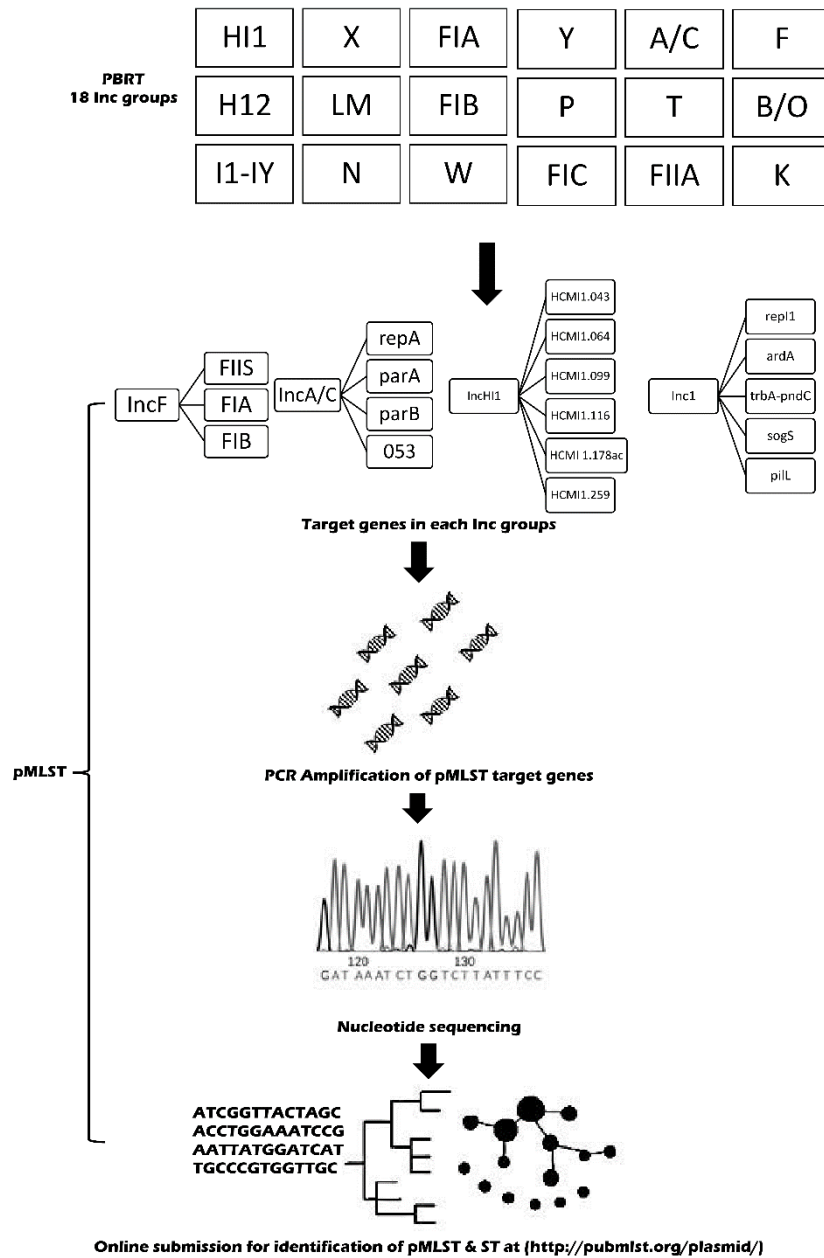 HI1 X FIA Y A/C F
PBRT
18 Inc groups
H12 LM FIB P T B/O
I1-IY N W FIC FIIA K
IncF
FIIS
FIA
FIB
IncA/C
repA
parA
parB
053
IncHI1
HCMI1.043
HCMI1.064
HCMI1.099
HCMI1.116
HCMI 1.178ac
HCMI1.259
Inc1
repI1
ardA
trbA-pndC
sogS
pilL
Target genes in each Inc groups
pMLST
PCR Amplification of pMLST target genes
120 130
GAT AAATCT GGTCTTATTTCC
Nucleotide sequencing
ATCGGTTACTAGC
ACCTGGAAATCCG
AATTATGGATCAT
TGCCCGTGGTTGC
Online submission for identification of pMLST & ST at (http://pubmlst.org/plasmid/)